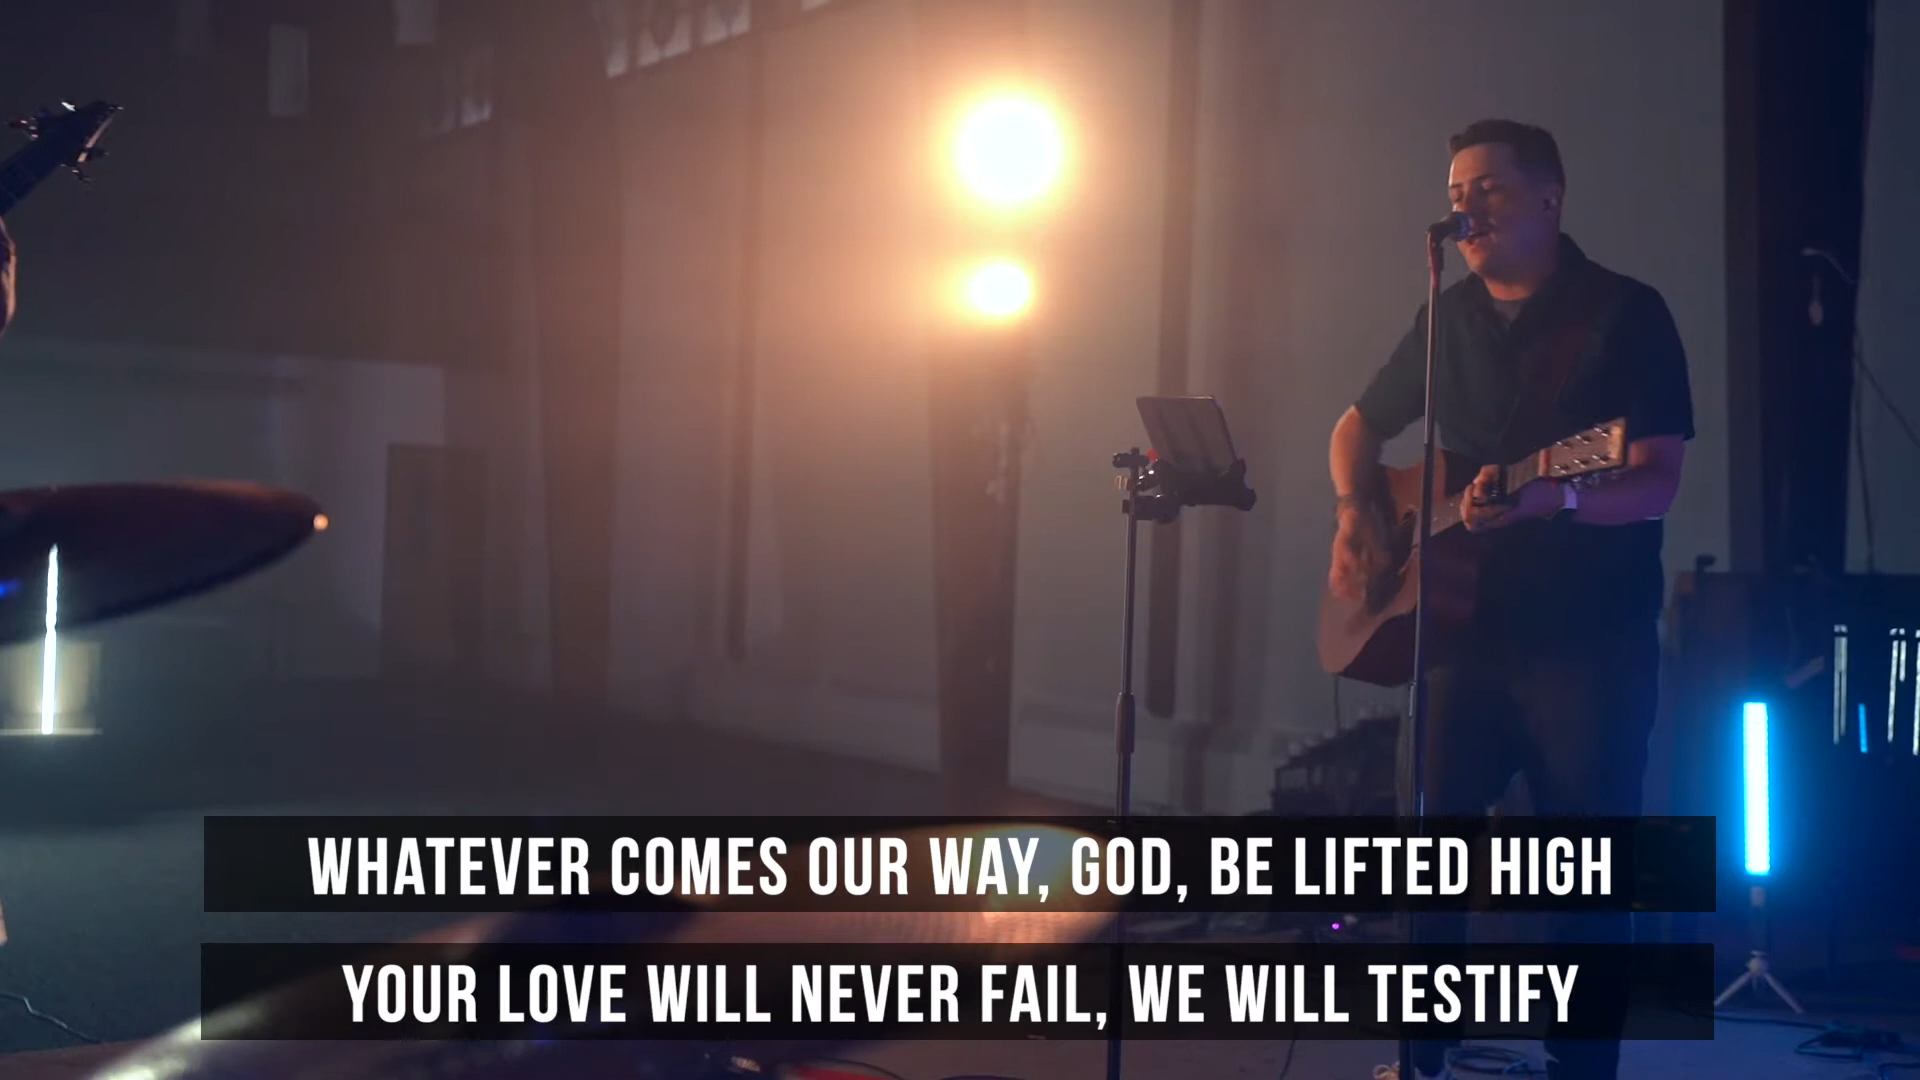 WHATEVER COMES OUR WAY, GOD, BE LIFTED HIGH
YOUR LOVE WILL NEVER FAIL, WE WILL TESTIFY